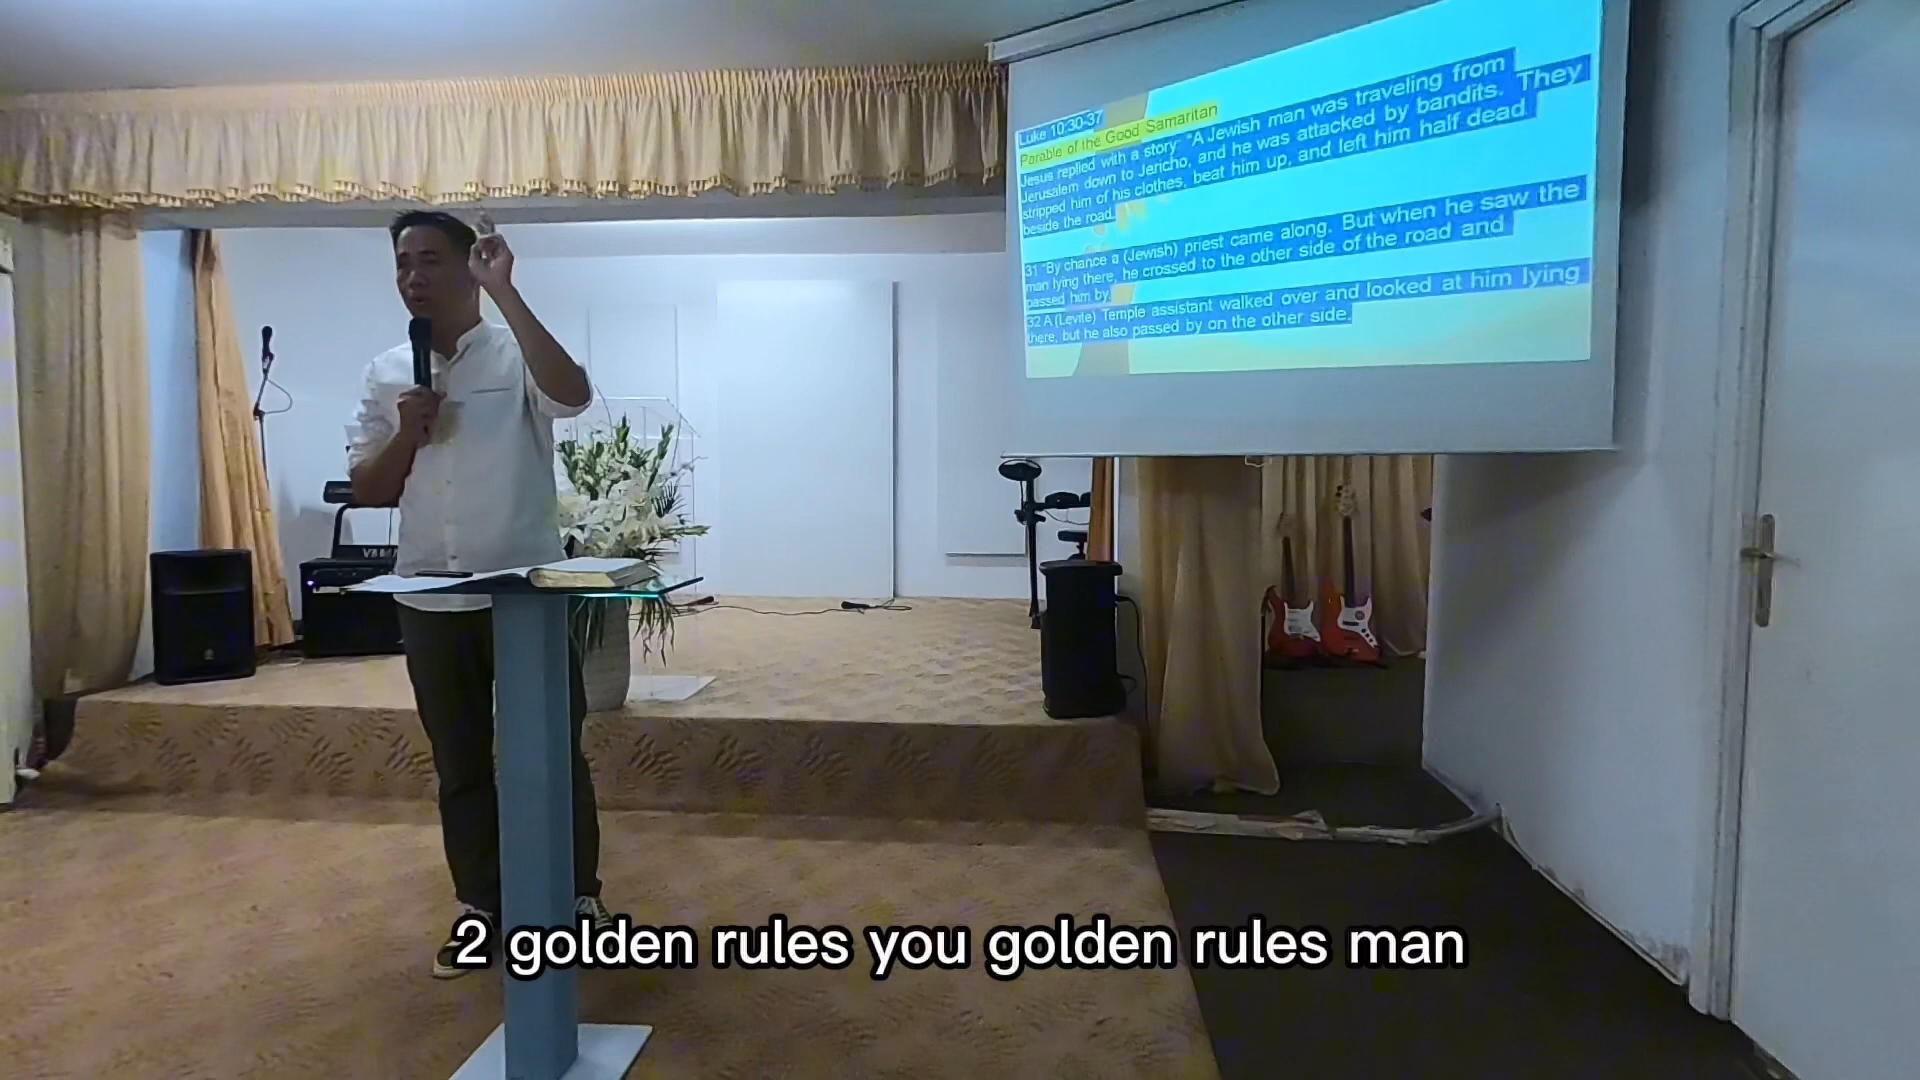 Luke 10:30-37
Parable of the Good Samaritan
Jesus replied with a story: "A Jewish man was traveling from
Jerusalem down to Jericho, and he was attacked by bandits. They
stripped him of his clothes, beat him up, and left him half dead
beside the road.
31 "By chance a (Jewish) priest came along. But when he saw the
man lying there, he crossed to the other side of the road and
passed him by.
32 A (Levite) Temple assistant walked over and looked at him lying
there, but he also passed by on the other side.
2 golden rules you golden rules man